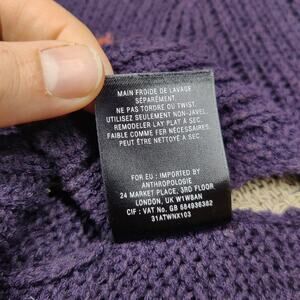 MAIN FROIDE DE LAVAGE
SÉPARÉMENT.
NE PAS TORDRE OU TWIST.
UTILISEZ SEULEMENT NON-JAVEL.
REMODELER LAY PLAT Á SEC.
FAIBLE COMME FER NÉCESSAIRES.
PEUT ÊTRE NETTOYÉ A SEC.
FOR EU : IMPORTED BY
ANTHROPOLOGIE
24 MARKET PLACE, 3RD FLOOR
LONDON, UK W1W8AN
CIF : VAT No. GB 684936382
31ATWNX103